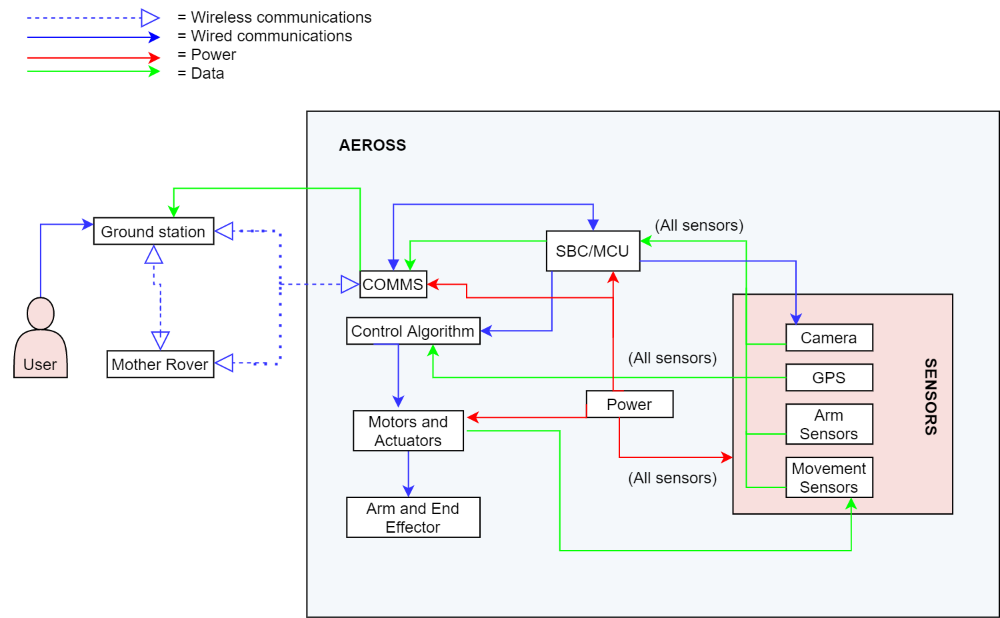 = Wireless communications
= Wired communications
= Power
= Data
AEROSS
Ground station
(All sensors)
SBC/MCU
COMMS
Control Algorithm
Camera
User
Mother Rover
(All sensors)
GPS
SENSORS
Power
Arm
Sensors
Motors and
Actuators
(All sensors)
Movement
Sensors
Arm and End
Effector